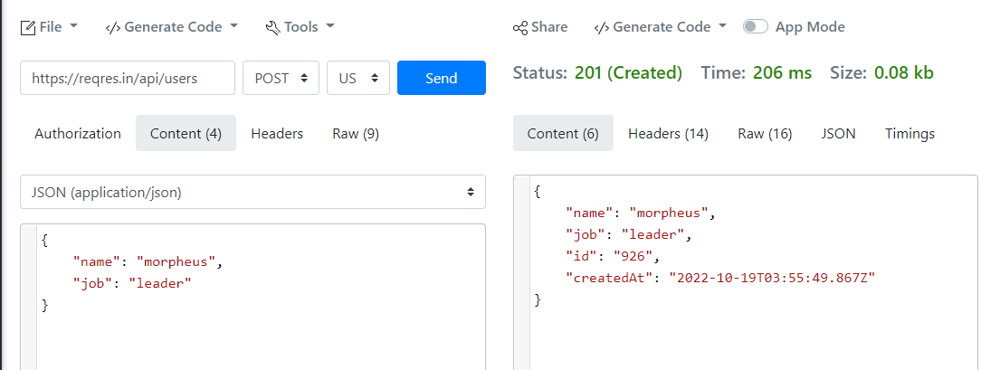 File Generate Code Tools
https://reqres.in/api/users POST US Send
Authorization Content (4) Headers Raw (9)
JSON (application/json)
{
    "name": "morpheus",
    "job": "leader"
}
Share Generate Code App Mode
Status: 201 (Created) Time: 206 ms Size: 0.08 kb
Content (6) Headers (14) Raw (16) JSON Timings
{
    "name": "morpheus",
    "job": "leader",
    "id": "926",
    "createdAt": "2022-10-19T03:55:49.867Z"
}